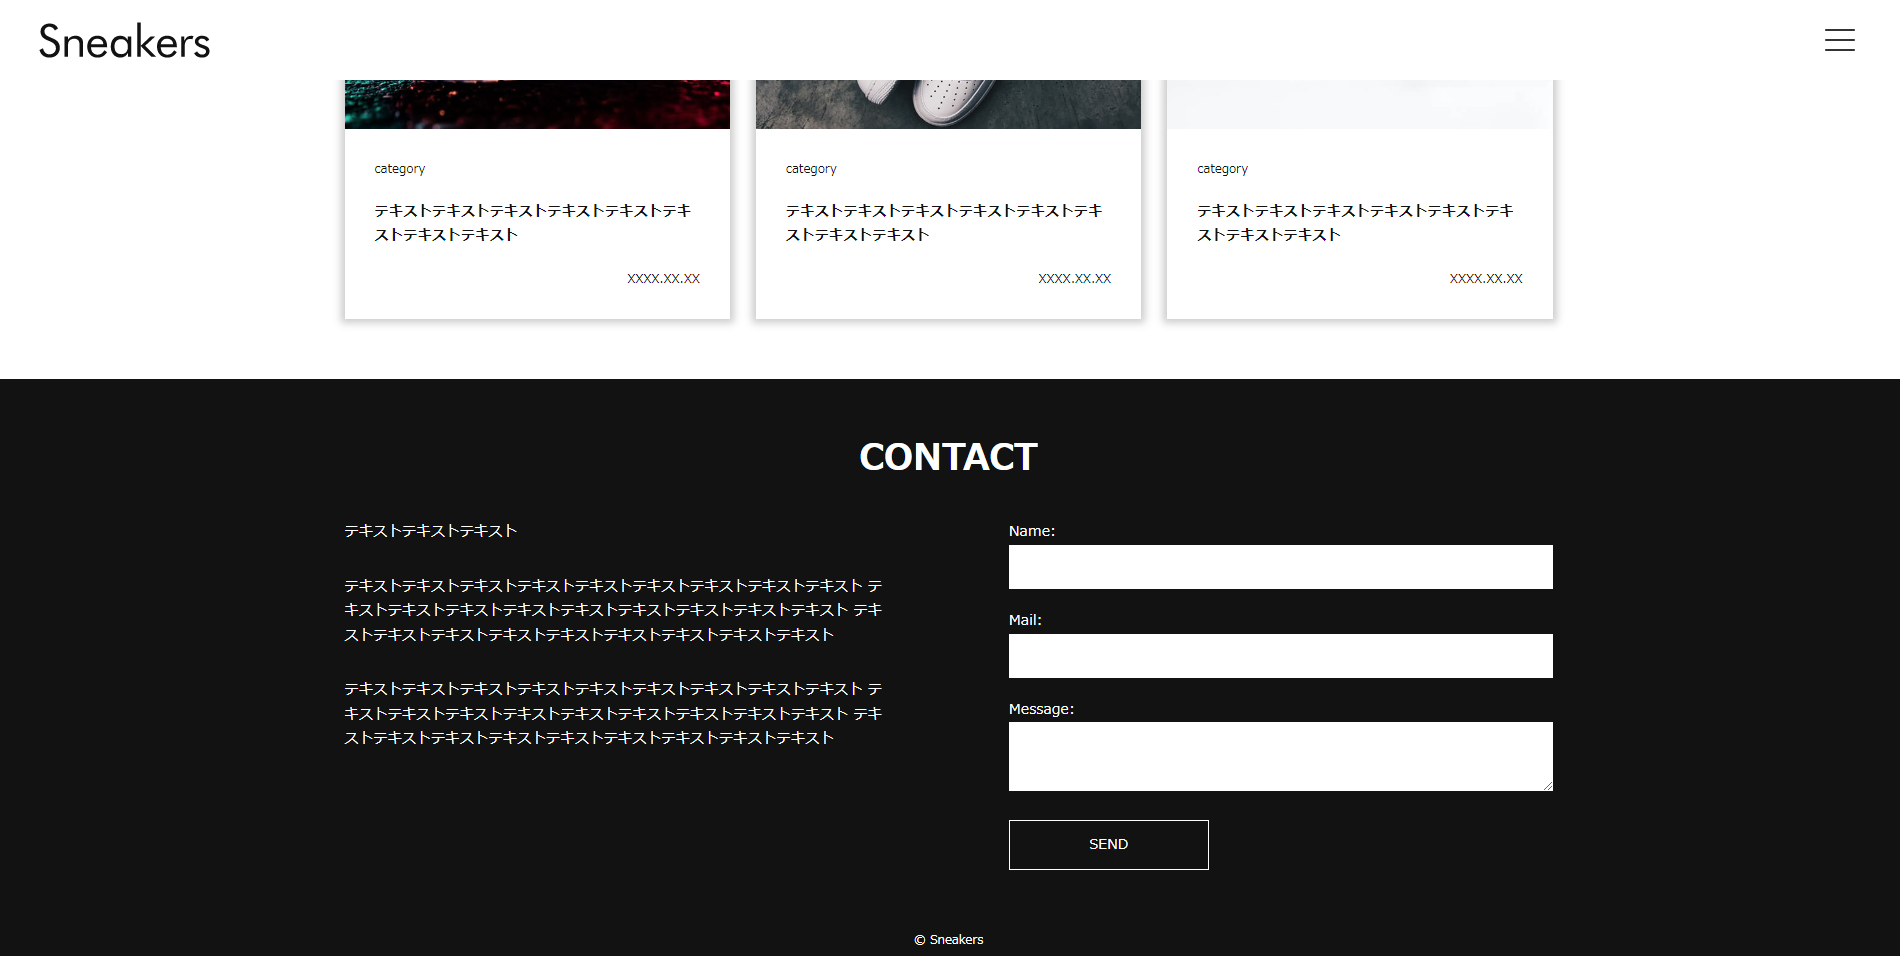 Sneakers
category
テキストテキストテキストテキストテキストテキ
ストテキストテキスト
XXXX.XX.XX
category
テキストテキストテキストテキストテキストテキ
ストテキストテキスト
XXXX.XX.XX
category
テキストテキストテキストテキストテキストテキ
ストテキストテキスト
XXXX.XX.XX
CONTACT
テキストテキストテキスト
テキストテキストテキストテキストテキストテキストテキストテキストテキスト テ
キストテキストテキストテキストテキストテキストテキストテキストテキスト テキ
ストテキストテキストテキストテキストテキストテキストテキストテキスト
テキストテキストテキストテキストテキストテキストテキストテキストテキスト テ
キストテキストテキストテキストテキストテキストテキストテキストテキスト テキ
ストテキストテキストテキストテキストテキストテキストテキストテキスト
Name:
Mail:
Message:
SEND
© Sneakers